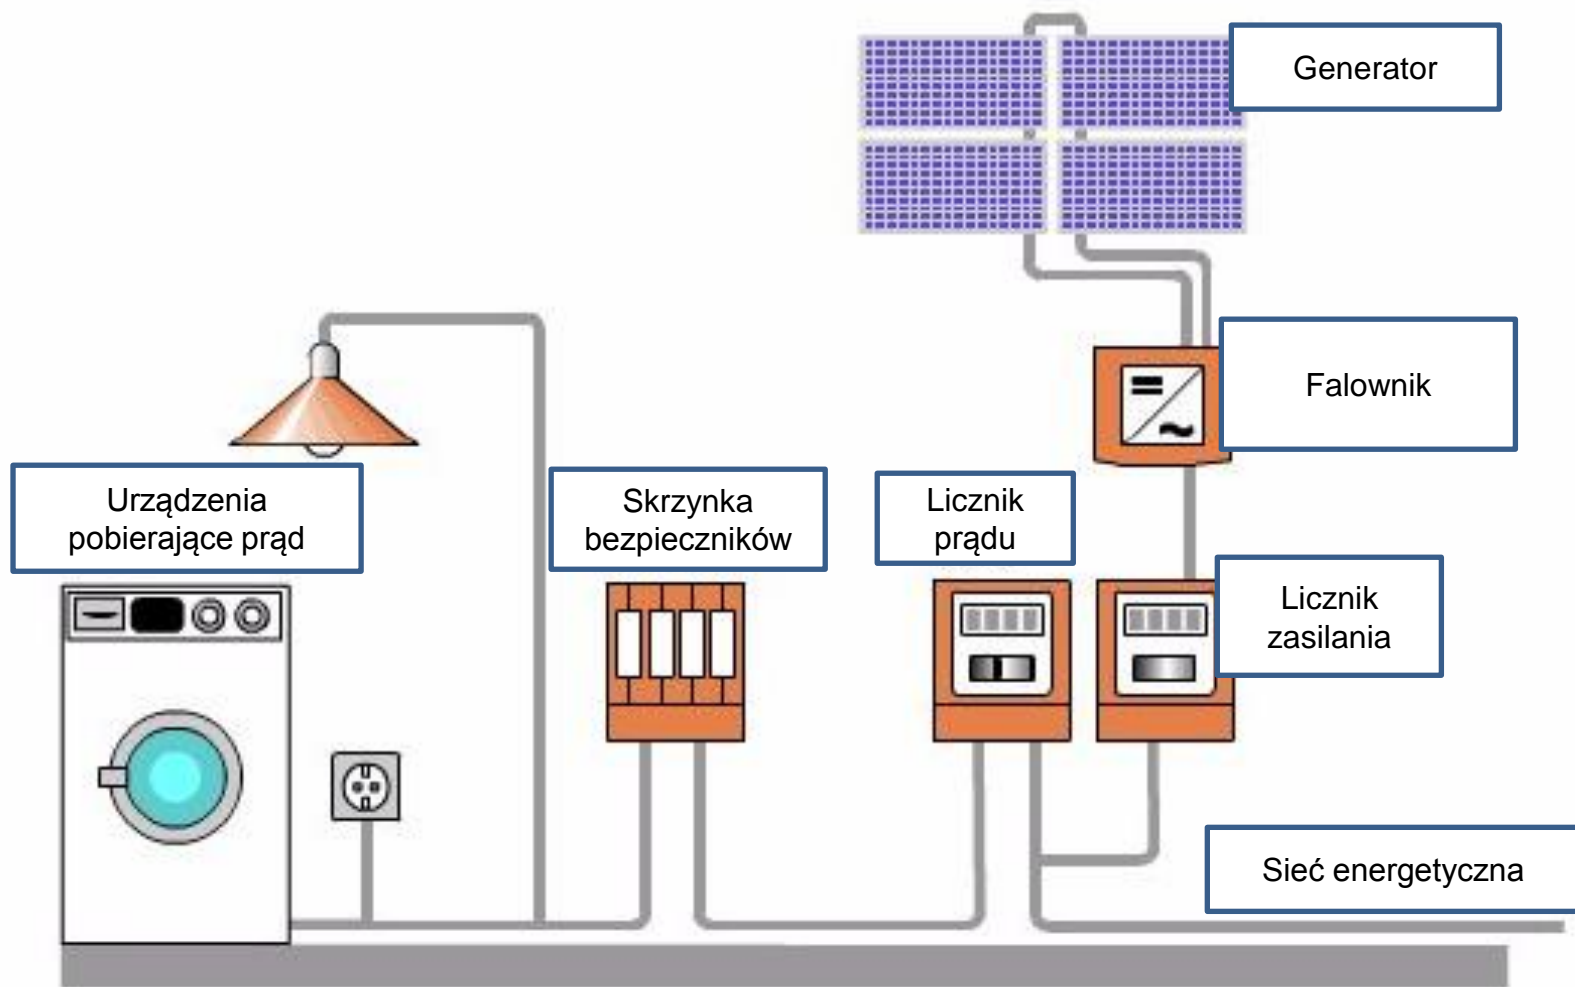 Generator
Falownik
Urządzenia
pobierające prąd
Skrzynka
bezpieczników
Licznik
prądu
Licznik
zasilania
Sieć energetyczna